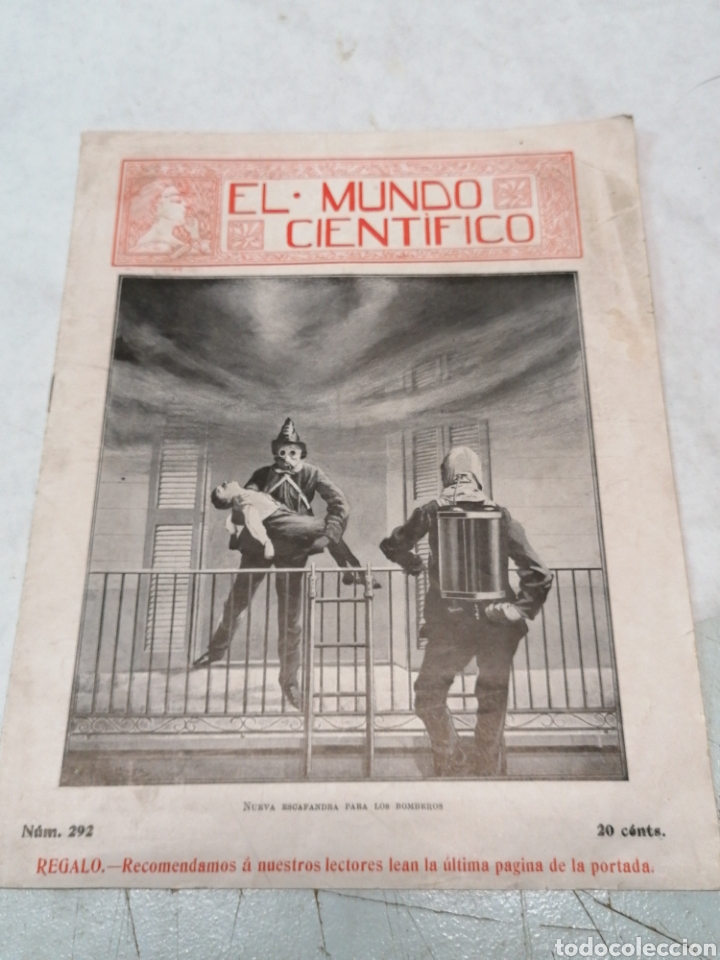 EL · MUNDO
CIENTÍFICO
NUEVA ESCAFANDRA PARA LOS BOMBEROS
Núm. 292
20 cénts.
REGALO.—Recomendamos á nuestros lectores lean la última pagina de la portada.
todocoleccion